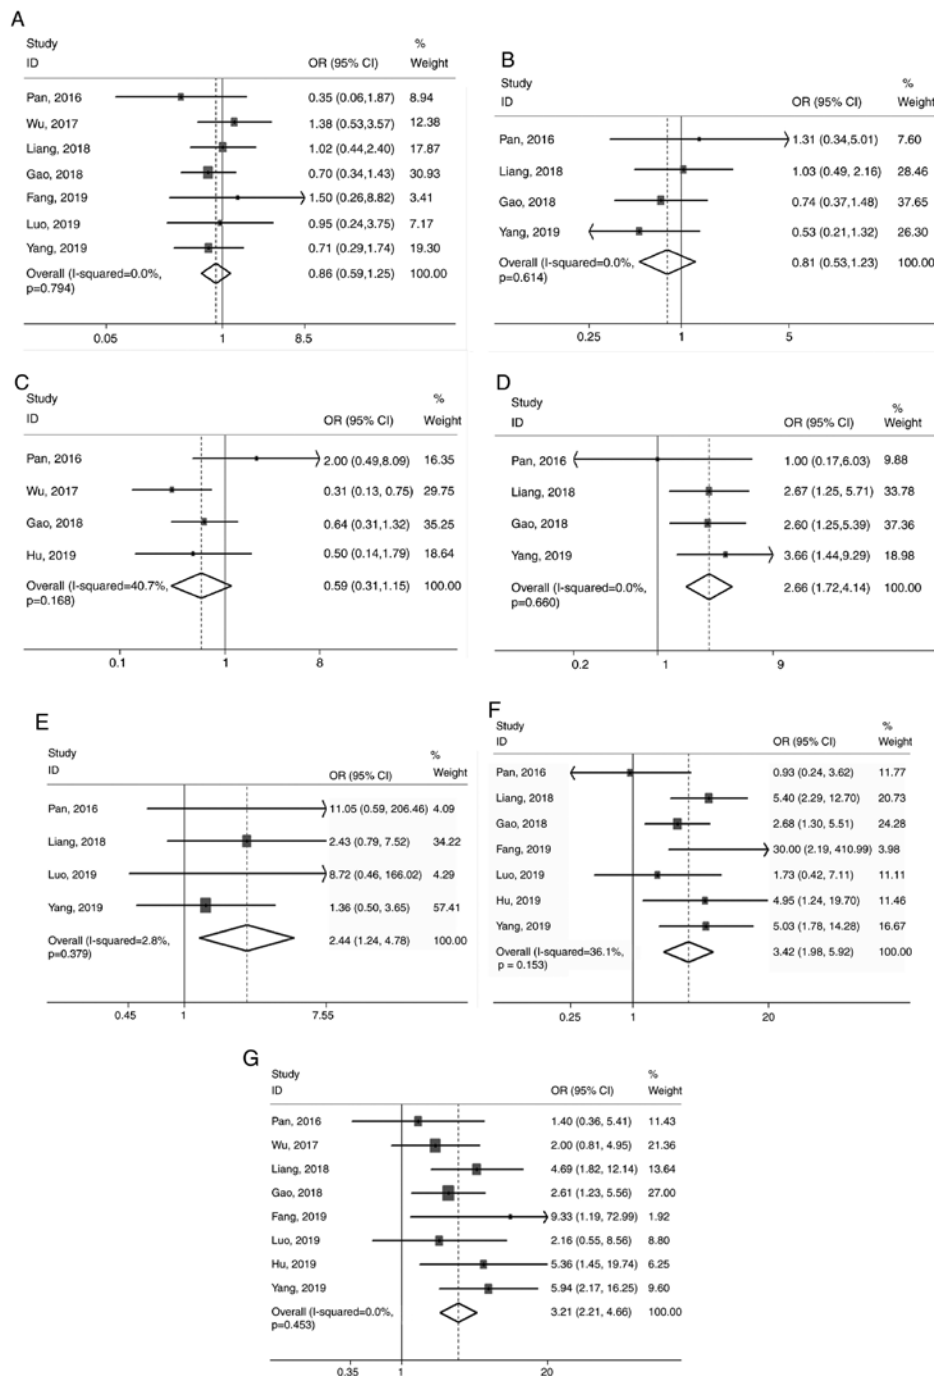 A
Study %
ID OR (95% CI) Weight
Pan, 2016 0.35 (0.06,1.87) 8.94
Wu, 2017 1.38 (0.53,3.57) 12.38
Liang, 2018 1.02 (0.44,2.40) 17.87
Gao, 2018 0.70 (0.34,1.43) 30.93
Fang, 2019 1.50 (0.26,8.82) 3.41
Luo, 2019 0.95 (0.24,3.75) 7.17
Yang, 2019 0.71 (0.29,1.74) 19.30
Overall (I-squared=0.0%, 0.86 (0.59,1.25) 100.00
p=0.794)
0.05 1 8.5
B
Study %
ID OR (95% CI) Weight
Pan, 2016 1.31 (0.34,5.01) 7.60
Liang, 2018 1.03 (0.49, 2.16) 28.46
Gao, 2018 0.74 (0.37,1.48) 37.65
Yang, 2019 0.53 (0.21,1.32) 26.30
Overall (I-squared=0.0%, 0.81 (0.53,1.23) 100.00
p=0.614)
0.25 1 5
C
Study %
ID OR (95% CI) Weight
Pan, 2016 2.00 (0.49,8.09) 16.35
Wu, 2017 0.31 (0.13, 0.75) 29.75
Gao, 2018 0.64 (0.31,1.32) 35.25
Hu, 2019 0.50 (0.14,1.79) 18.64
Overall (I-squared=40.7%, 0.59 (0.31,1.15) 100.00
p=0.168)
0.1 1 8
D
Study %
ID OR (95% CI) Weight
Pan, 2016 1.00 (0.17,6.03) 9.88
Liang, 2018 2.67 (1.25, 5.71) 33.78
Gao, 2018 2.60 (1.25,5.39) 37.36
Yang, 2019 3.66 (1.44,9.29) 18.98
Overall (I-squared=0.0%, 2.66 (1.72,4.14) 100.00
p=0.660)
0.2 1 9
E
Study %
ID OR (95% CI) Weight
Pan, 2016 11.05 (0.59, 206.46) 4.09
Liang, 2018 2.43 (0.79, 7.52) 34.22
Luo, 2019 8.72 (0.46, 166.02) 4.29
Yang, 2019 1.36 (0.50, 3.65) 57.41
Overall (I-squared=2.8%, 2.44 (1.24, 4.78) 100.00
p=0.379)
0.45 1 7.55
F
Study %
ID OR (95% CI) Weight
Pan, 2016 0.93 (0.24, 3.62) 11.77
Liang, 2018 5.40 (2.29, 12.70) 20.73
Gao, 2018 2.68 (1.30, 5.51) 24.28
Fang, 2019 30.00 (2.19, 410.99) 3.98
Luo, 2019 1.73 (0.42, 7.11) 11.11
Hu, 2019 4.95 (1.24, 19.70) 11.46
Yang, 2019 5.03 (1.78, 14.28) 16.67
Overall (I-squared=36.1%, 3.42 (1.98, 5.92) 100.00
p = 0.153)
0.25 1 20
G
Study %
ID OR (95% CI) Weight
Pan, 2016 1.40 (0.36, 5.41) 11.43
Wu, 2017 2.00 (0.81, 4.95) 21.36
Liang, 2018 4.69 (1.82, 12.14) 13.64
Gao, 2018 2.61 (1.23, 5.56) 27.00
Fang, 2019 9.33 (1.19, 72.99) 1.92
Luo, 2019 2.16 (0.55, 8.56) 8.80
Hu, 2019 5.36 (1.45, 19.74) 6.25
Yang, 2019 5.94 (2.17, 16.25) 9.60
Overall (I-squared=0.0%, 3.21 (2.21, 4.66) 100.00
p=0.453)
0.35 1 20